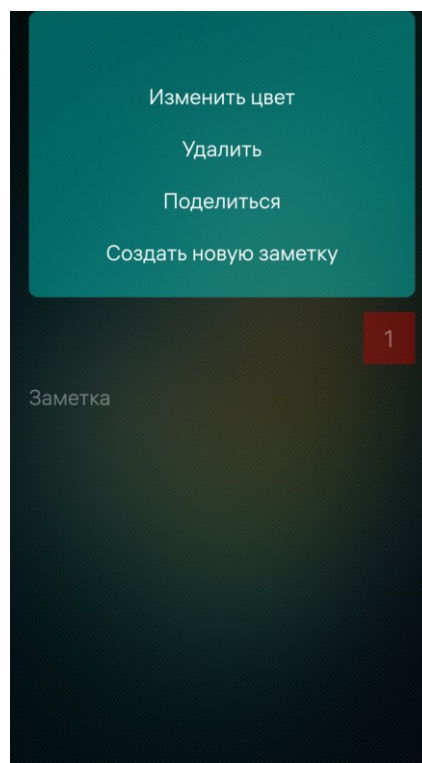 Изменить цвет
Удалить
Поделиться
Создать новую заметку
1
Заметка